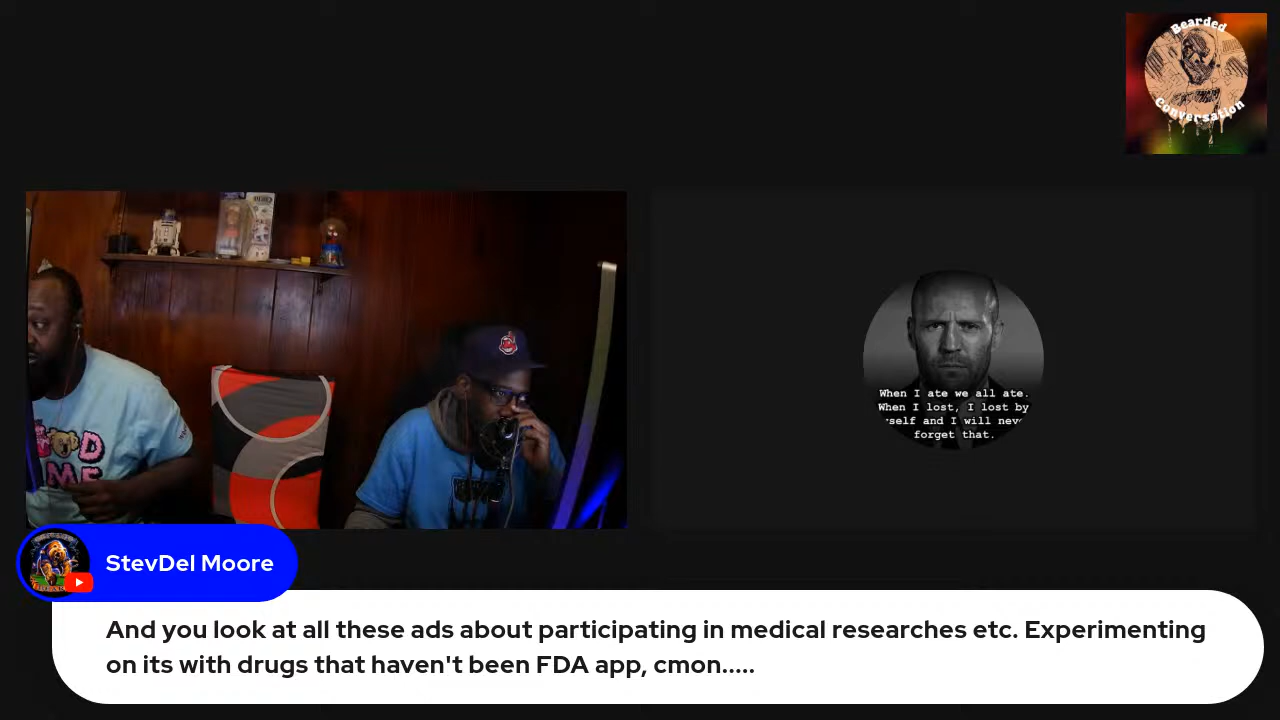 Bearded
Conversation
When I ate we all ate.
When I lost, I lost by
self and I will neve
forget that.
StevDel Moore
And you look at all these ads about participating in medical researches etc. Experimenting
on its with drugs that haven't been FDA app, cmon.....